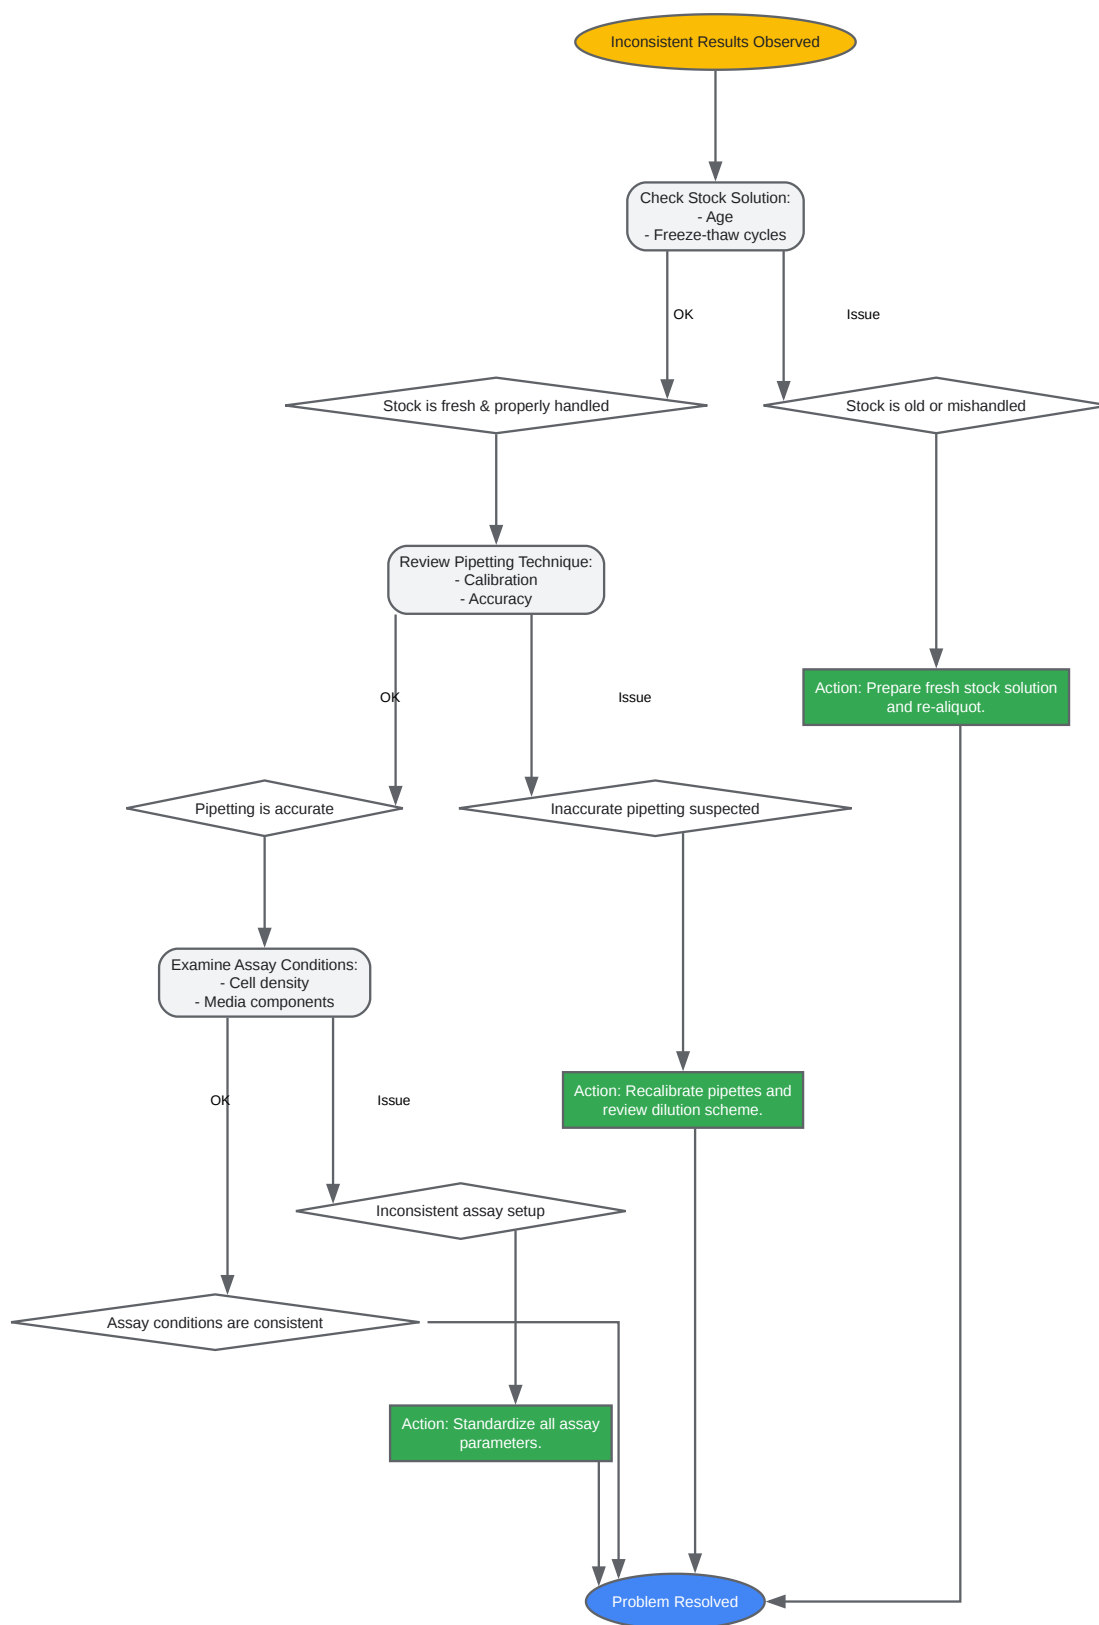 Inconsistent Results Observed
Check Stock Solution:
- Age
- Freeze-thaw cycles
OK
Issue
Stock is fresh & properly handled
Stock is old or mishandled
Review Pipetting Technique:
- Calibration
- Accuracy
Action: Prepare fresh stock solution
and re-aliquot.
OK
Issue
Pipetting is accurate
Inaccurate pipetting suspected
Examine Assay Conditions:
- Cell density
- Media components
Action: Recalibrate pipettes and
review dilution scheme.
OK
Issue
Inconsistent assay setup
Assay conditions are consistent
Action: Standardize all assay
parameters.
Problem Resolved